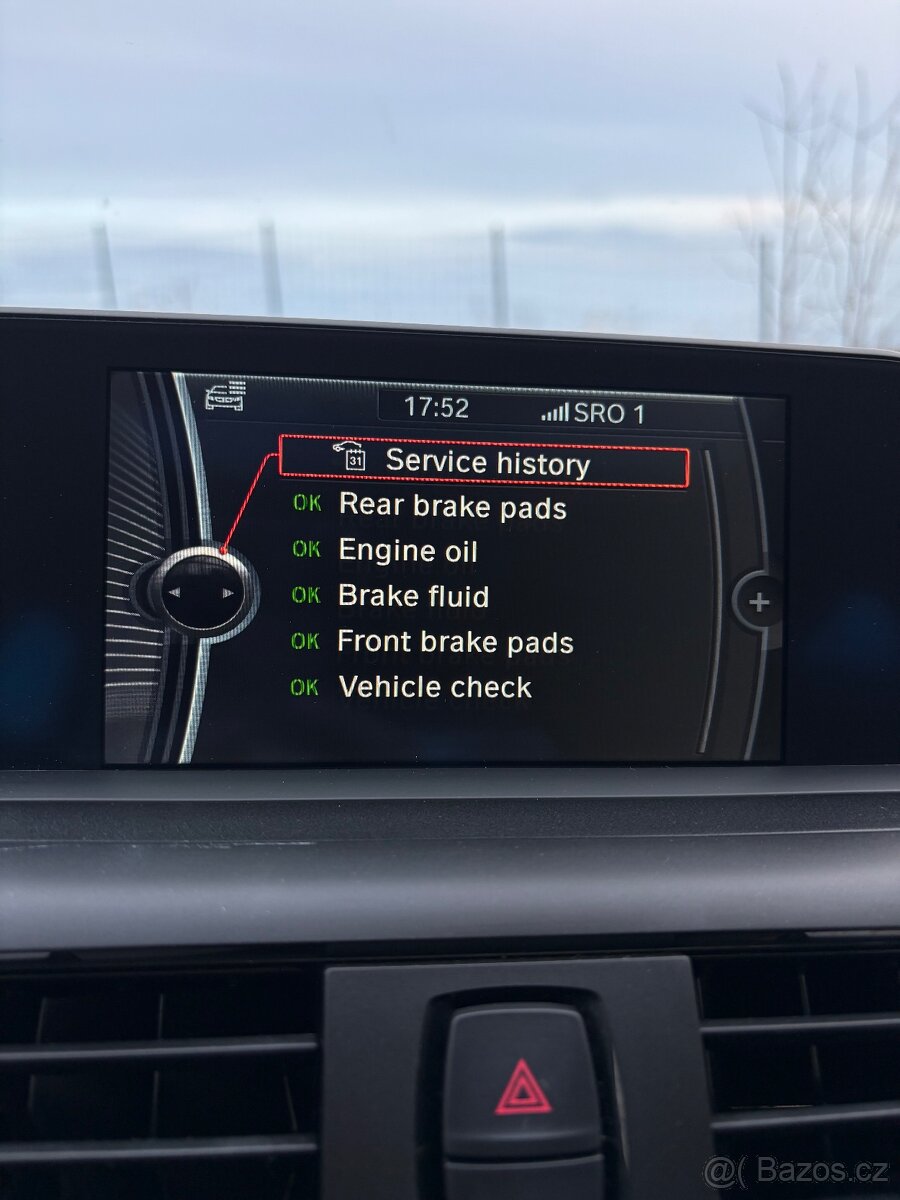 17:52 SRO 1
31 Service history
OK Rear brake pads
OK Engine oil
OK Brake fluid
OK Front brake pads
OK Vehicle check
+
@( Bazos.cz